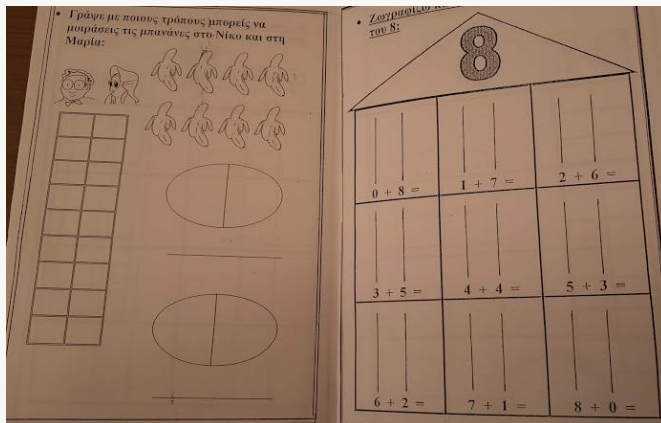 • Γράψε με ποιους τρόπους μπορείς να
μοιράσεις τις μπανάνες στο Νίκο και στη
Μαρία:
• Ζωγραφίζω
του 8:
8
0 + 8 =
1 + 7 =
2 + 6 =
3 + 5 =
4 + 4 =
5 + 3 =
6 + 2 =
7 + 1 =
8 + 0 =